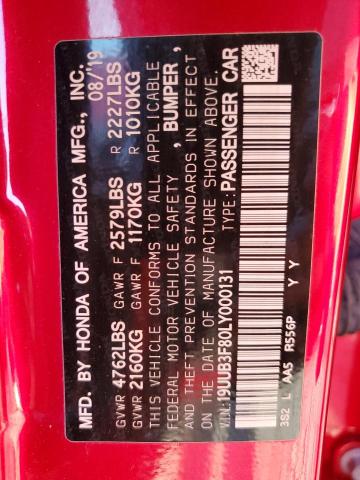 MFD. BY HONDA OF AMERICA MFG., INC.
08/'19
GVWR 4762LBS GAWR F 2579LBS R 2227LBS
GVWR 2160KG GAWR F 1170KG R 1010KG
THIS VEHICLE CONFORMS TO ALL APPLICABLE
FEDERAL MOTOR VEHICLE SAFETY , BUMPER ,
AND THEFT PREVENTION STANDARDS IN EFFECT
ON THE DATE OF MANUFACTURE SHOWN ABOVE.
VIN: 19UUB3F80LY000131 TYPE: PASSENGER CAR
3S2 L AA5 R556P Y Y